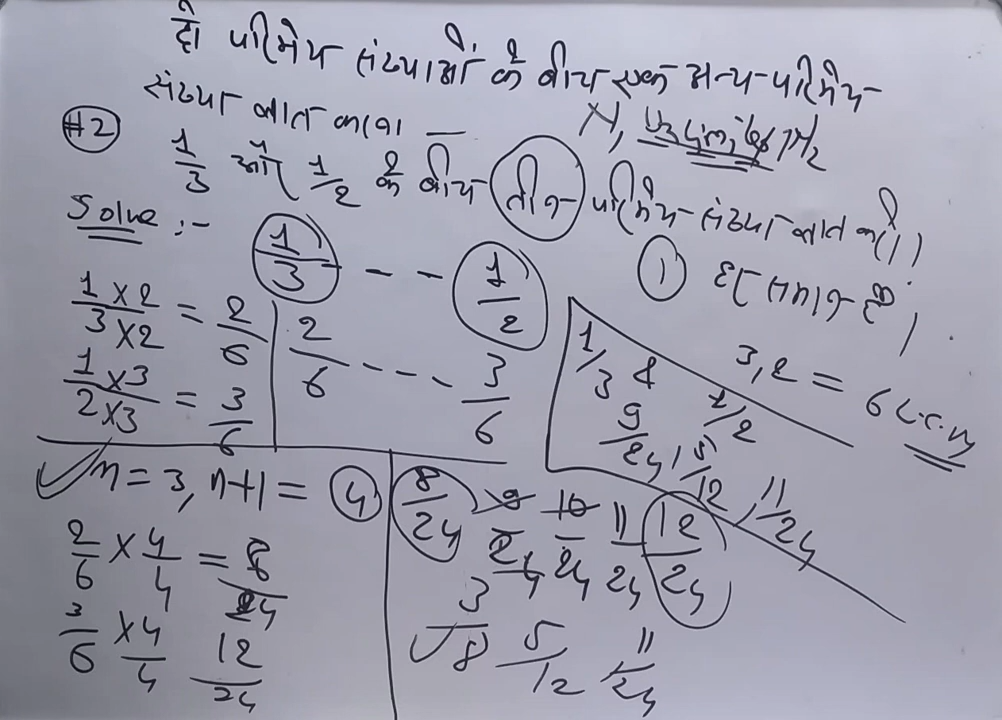 दो परिमेय संख्याओं के बीच एक अन्य परिमेय
संख्या ज्ञात करना —
#2 1/3 और 1/2 के बीच तीन परिमेय संख्या ज्ञात करो।
Solve :-
1/3 - - 1/2
① हर समान है।
1×2/3×2 = 2/6
1×3/2×3 = 3/6
2/6 - - - 3/6
3, 2 = 6 L.C.M
1/3 & 1/2
9/24, 5/12, 11/24
n = 3, n+1 = 4
2/6 × 4/4 = 8/24
3/6 × 4/4 12/24
8/24 9/24 10/24 11/24 12/24
3/8 5/12 11/24